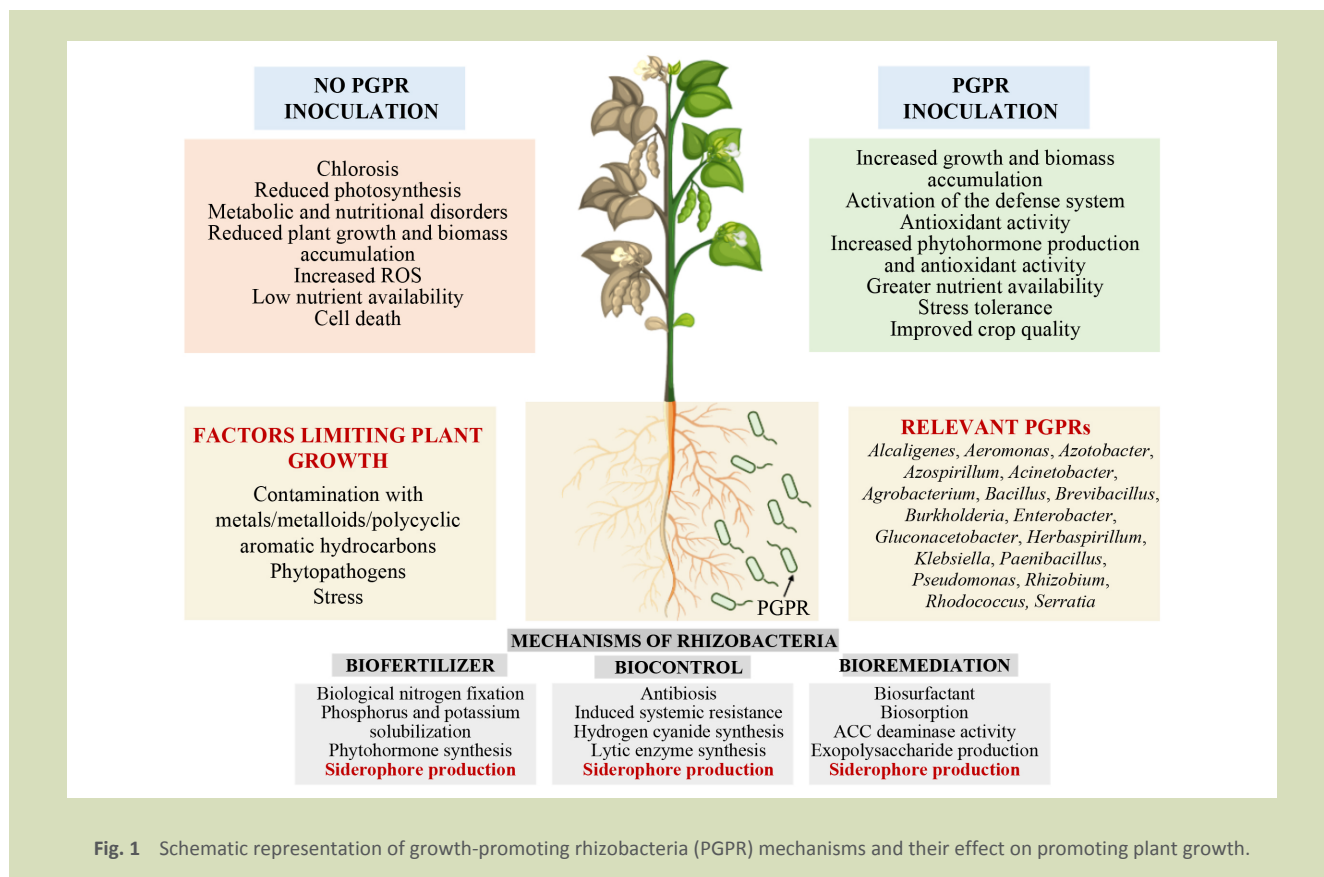 NO PGPR
INOCULATION
Chlorosis
Reduced photosynthesis
Metabolic and nutritional disorders
Reduced plant growth and biomass
accumulation
Increased ROS
Low nutrient availability
Cell death
PGPR
INOCULATION
Increased growth and biomass
accumulation
Activation of the defense system
Antioxidant activity
Increased phytohormone production
and antioxidant activity
Greater nutrient availability
Stress tolerance
Improved crop quality
FACTORS LIMITING PLANT
GROWTH
Contamination with
metals/metalloids/polycyclic
aromatic hydrocarbons
Phytopathogens
Stress
PGPR
RELEVANT PGPRs
Alcaligenes, Aeromonas, Azotobacter,
Azospirillum, Acinetobacter,
Agrobacterium, Bacillus, Brevibacillus,
Burkholderia, Enterobacter,
Gluconacetobacter, Herbaspirillum,
Klebsiella, Paenibacillus,
Pseudomonas, Rhizobium,
Rhodococcus, Serratia
MECHANISMS OF RHIZOBACTERIA
BIOFERTILIZER
Biological nitrogen fixation
Phosphorus and potassium
solubilization
Phytohormone synthesis
Siderophore production
BIOCONTROL
Antibiosis
Induced systemic resistance
Hydrogen cyanide synthesis
Lytic enzyme synthesis
Siderophore production
BIOREMEDIATION
Biosurfactant
Biosorption
ACC deaminase activity
Exopolysaccharide production
Siderophore production
Fig. 1 Schematic representation of growth-promoting rhizobacteria (PGPR) mechanisms and their effect on promoting plant growth.